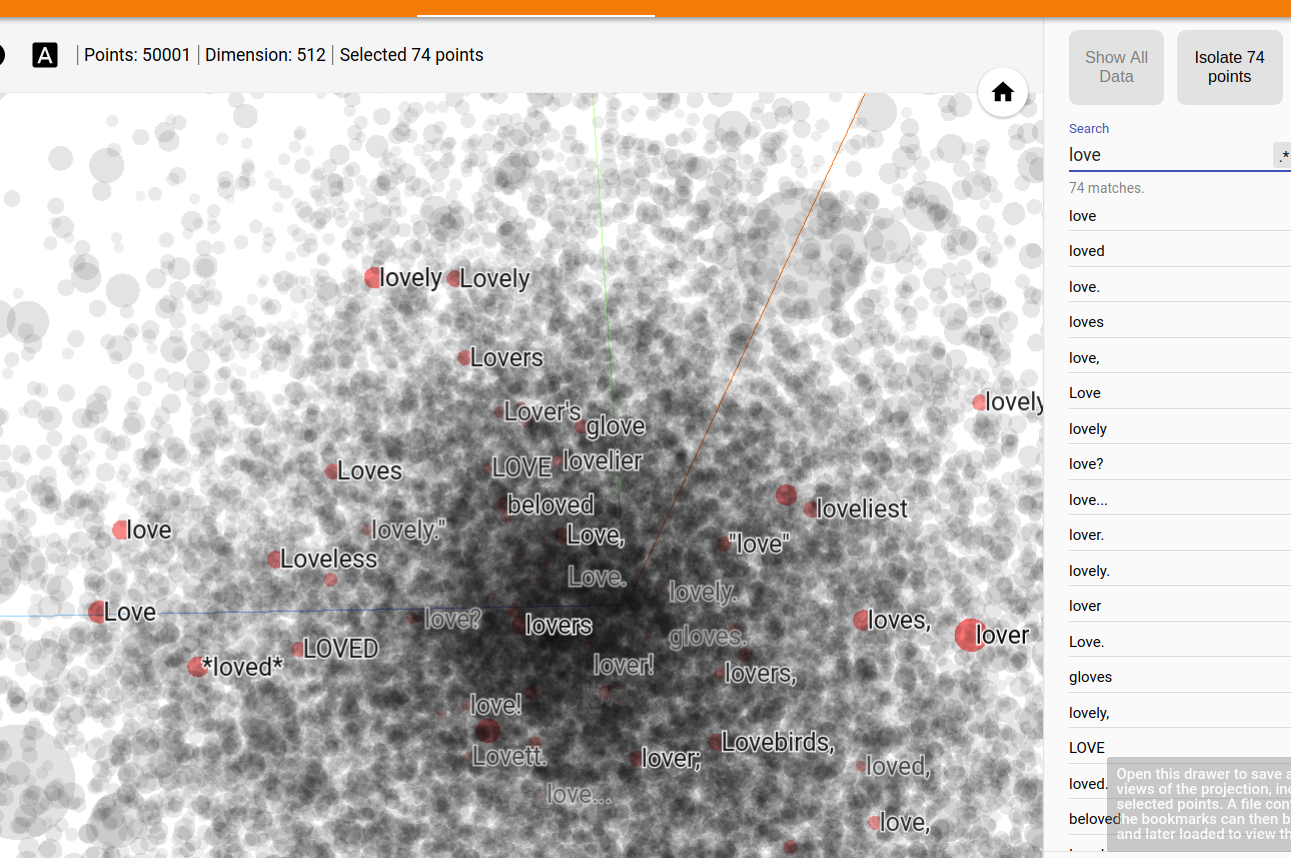 A | Points: 50001 | Dimension: 512 | Selected 74 points
Show All
Data
Isolate 74
points
Search
love
.*
74 matches.
love
loved
love.
loves
love,
Love
lovely
love?
love...
lover.
lovely.
lover
Love.
gloves
lovely,
LOVE
loved.
beloved
Open this drawer to save a
views of the projection, inc
selected points. A file con
he bookmarks can then b
and later loaded to view th
lovely
Lovely
Lovers
lovely
Lover's
glove
LOVE
lovelier
Loves
beloved
loveliest
love
lovely."
Love,
"love"
Loveless
Love.
lovely.
Love
love?
lovers
loves,
gloves.
lover
LOVED
*loved*
lover!
lovers,
love!
Lovebirds,
Lovett.
lover;
loved,
love...
love,